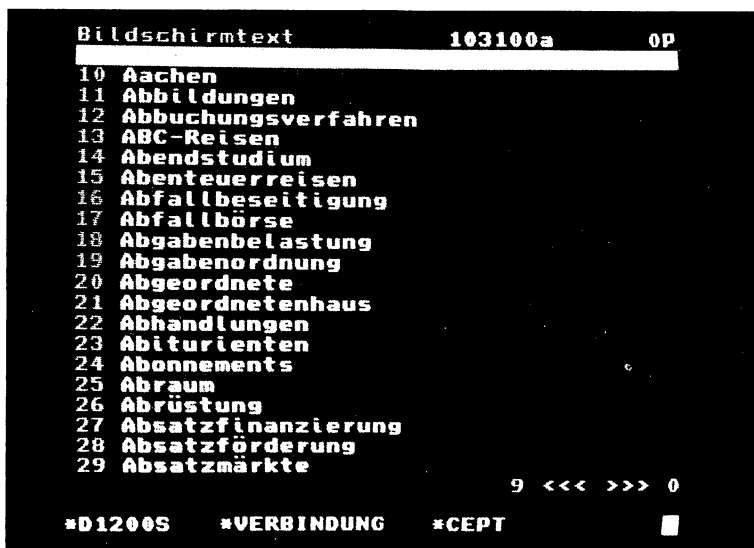 Bildschirmtext 103100a 0P
10 Aachen
11 Abbildungen
12 Abbuchungsverfahren
13 ABC-Reisen
14 Abendstudium
15 Abenteuerreisen
16 Abfallbeseitigung
17 Abfallbörse
18 Abgabenbelastung
19 Abgabenordnung
20 Abgeordnete
21 Abgeordnetenhaus
22 Abhandlungen
23 Abiturienten
24 Abonnements
25 Abraum
26 Abrüstung
27 Absatzfinanzierung
28 Absatzförderung
29 Absatzmärkte
9 <<< >>> 0
*D1200S *VERBINDUNG *CEPT